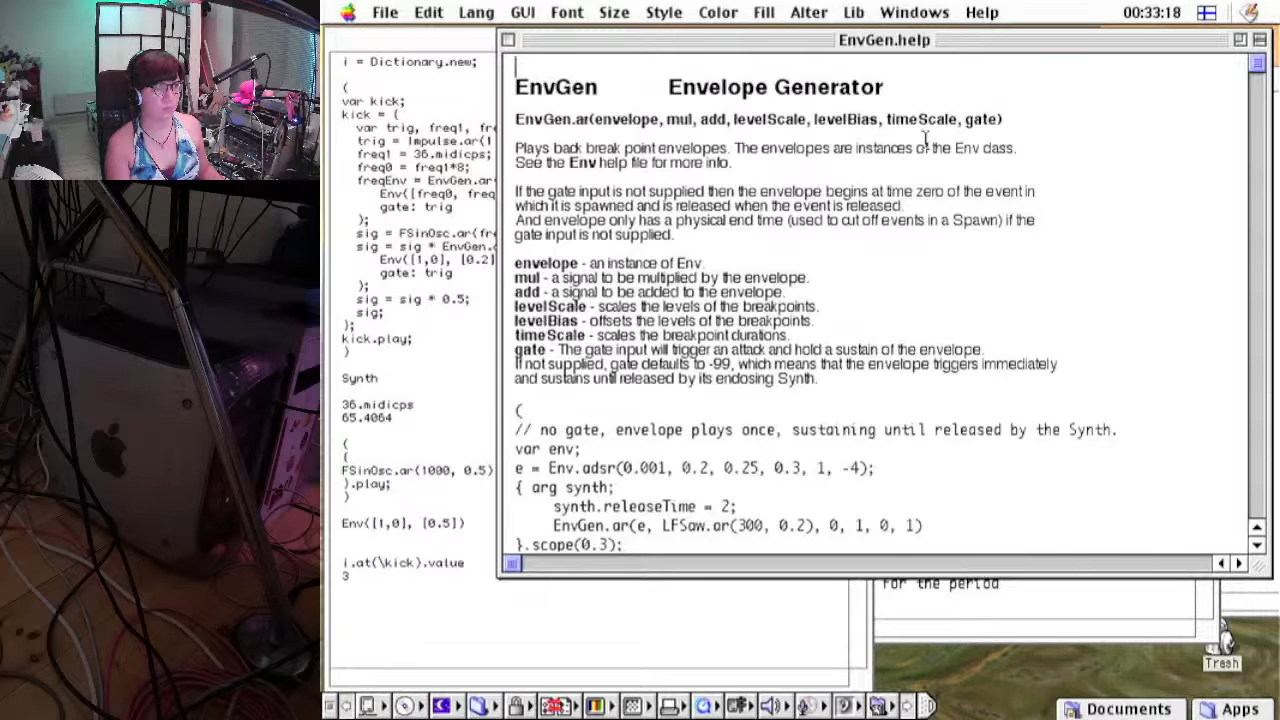 File Edit Lang GUI Font Size Style Color Fill Alter Lib Windows Help 00:33:18
i = Dictionary.new;
(
var kick;
kick = {
var trig, freq1,
trig = Impulse.ar(1
freq1 = 36.midicps;
freq0 = freq1*8;
freqEnv = EnvGen.ar
Env([freq0, freq
gate: trig
);
sig = FSinOsc.ar(
sig = sig * EnvGen.
Env([1,0], [0.2]
gate: trig
);
sig = sig * 0.5;
sig;
};
kick.play;
)
Synth
36.midicps
65.4064
(
{
FSinOsc.ar(1000, 0.5)
}.play;
)
Env([1,0], [0.5])
i.at(\kick).value
3
EnvGen.help
EnvGen Envelope Generator
EnvGen.ar(envelope, mul, add, levelScale, levelBias, timeScale, gate)
Plays back break point envelopes. The envelopes are instances of the Env class.
See the Env help file for more info.
If the gate input is not supplied then the envelope begins at time zero of the event in
which it is spawned and is released when the event is released.
And envelope only has a physical end time (used to cut off events in a Spawn) if the
gate input is not supplied.
envelope - an instance of Env.
mul - a signal to be multiplied by the envelope.
add - a signal to be added to the envelope.
levelScale - scales the levels of the breakpoints.
levelBias - offsets the levels of the breakpoints.
timeScale - scales the breakpoint durations.
gate - The gate input will trigger an attack and hold a sustain of the envelope.
If not supplied, gate defaults to -99, which means that the envelope triggers immediately
and sustains until released by its enclosing Synth.
(
// no gate, envelope plays once, sustaining until released by the Synth.
var env;
e = Env.adsr(0.001, 0.2, 0.25, 0.3, 1, -4);
{ arg synth;
synth.releaseTime = 2;
EnvGen.ar(e, LFSaw.ar(300, 0.2), 0, 1, 0, 1)
}.scope(0.3);
for the period
Trash
Documents Apps